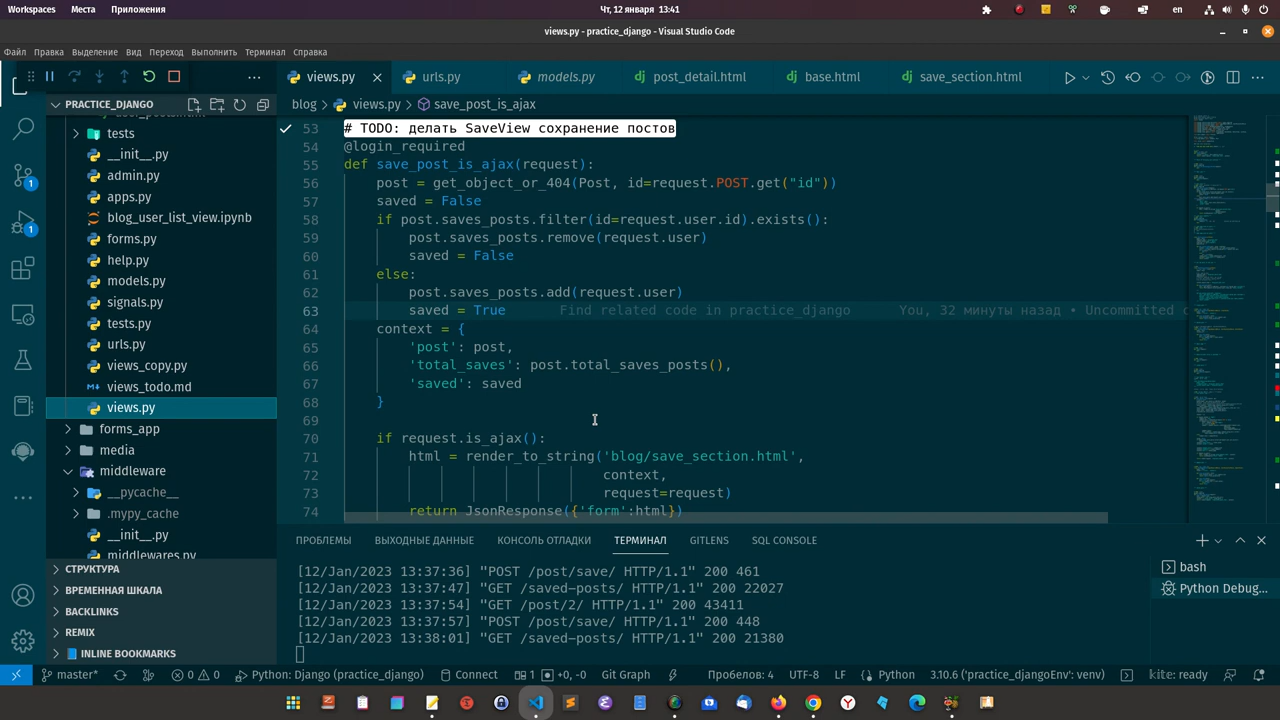 Workspaces Места Приложения Чт, 12 января 13:41 en
views.py - practice_django - Visual Studio Code
Файл Правка Выделение Вид Переход Выполнить Терминал Справка
views.py urls.py models.py post_detail.html base.html save_section.html
PRACTICE_DJANGO
blog > views.py > save_post_is_ajax
tests
__init__.py
admin.py
apps.py
blog_user_list_view.ipynb
forms.py
help.py
models.py
signals.py
tests.py
urls.py
views_copy.py
views_todo.md
views.py
forms_app
media
middleware
__pycache__
.mypy_cache
__init__.py
middlewares.py
СТРУКТУРА
ВРЕМЕННАЯ ШКАЛА
BACKLINKS
REMIX
INLINE BOOKMARKS
1
1
53 # TODO: делать SaveView сохранение постов
54 @login_required
55 def save_post_is_ajax(request):
56 post = get_object_or_404(Post, id=request.POST.get("id"))
57 saved = False
58 if post.saves_posts.filter(id=request.user.id).exists():
59 post.saves_posts.remove(request.user)
60 saved = False
61 else:
62 post.saves_posts.add(request.user)
63 saved = True Find related code in practice_django You, 32 минуты назад • Uncommitted
64 context = {
65 'post': post,
66 'total_saves': post.total_saves_posts(),
67 'saved': saved
68 }
69
70 if request.is_ajax():
71 html = render_to_string('blog/save_section.html',
72 context,
73 request=request)
74 return JsonResponse({'form':html})
ПРОБЛЕМЫ ВЫХОДНЫЕ ДАННЫЕ КОНСОЛЬ ОТЛАДКИ ТЕРМИНАЛ GITLENS SQL CONSOLE
[12/Jan/2023 13:37:36] "POST /post/save/ HTTP/1.1" 200 461
[12/Jan/2023 13:37:47] "GET /saved-posts/ HTTP/1.1" 200 22027
[12/Jan/2023 13:37:54] "GET /post/2/ HTTP/1.1" 200 43411
[12/Jan/2023 13:37:57] "POST /post/save/ HTTP/1.1" 200 448
[12/Jan/2023 13:38:01] "GET /saved-posts/ HTTP/1.1" 200 21380
bash
Python Debug...
master* 0 0 Python: Django (practice_django) Connect 1 +0, -0 Git Graph Пробелов: 4 UTF-8 LF Python 3.10.6 ('practice_djangoEnv': venv) kite: ready